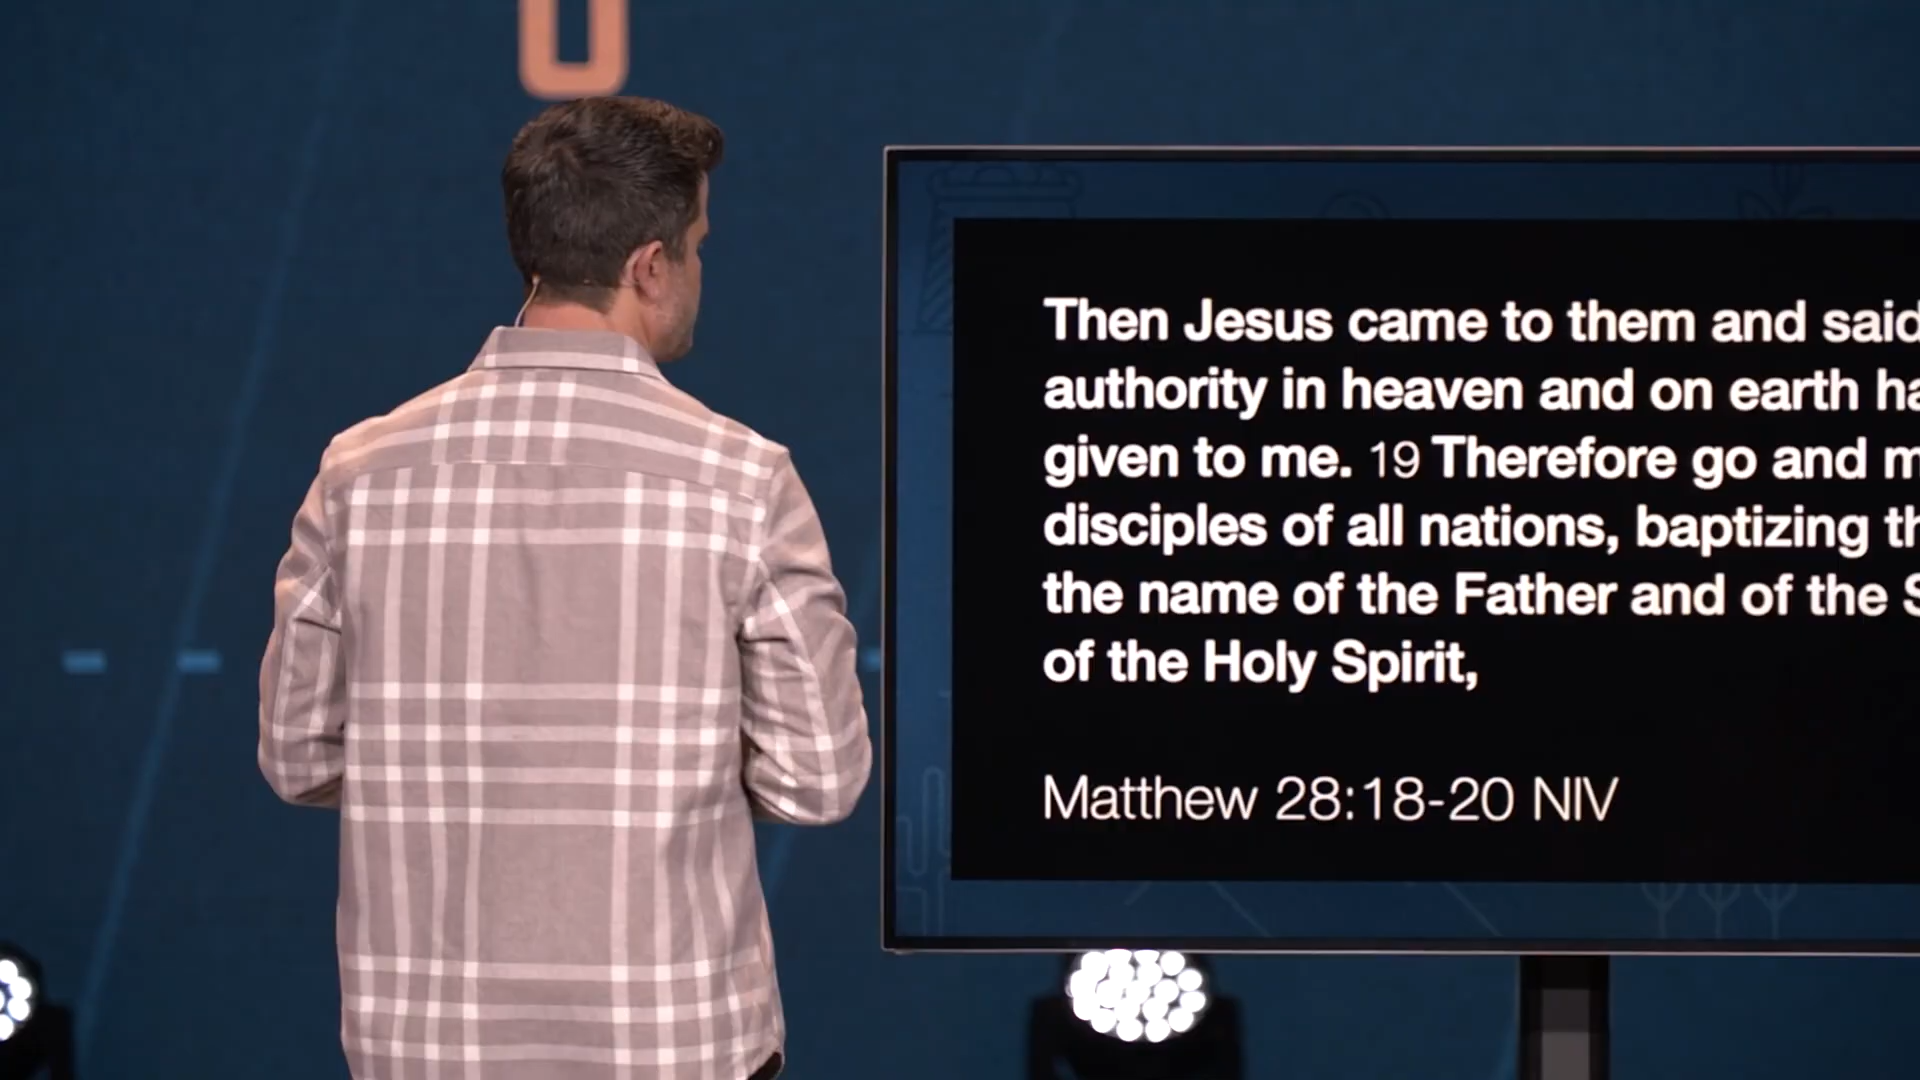 Then Jesus came to them and said
authority in heaven and on earth ha
given to me. 19 Therefore go and m
disciples of all nations, baptizing th
the name of the Father and of the S
of the Holy Spirit,
Matthew 28:18-20 NIV